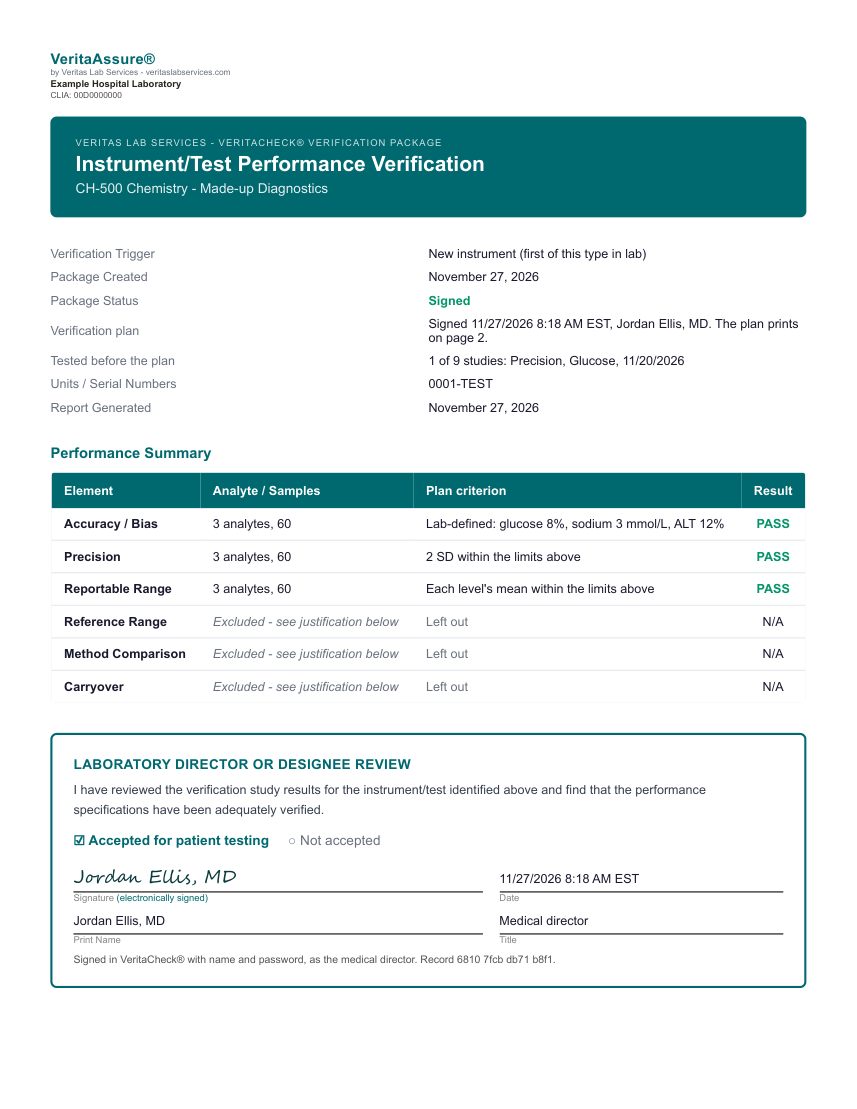 VeritaAssure®
by Veritas Lab Services - veritaslabservices.com
Example Hospital Laboratory
CLIA: 00D0000000
VERITAS LAB SERVICES - VERITACHECK® VERIFICATION PACKAGE
Instrument/Test Performance Verification
CH-500 Chemistry - Made-up Diagnostics
Verification Trigger New instrument (first of this type in lab)
Package Created November 27, 2026
Package Status Signed
Verification plan Signed 11/27/2026 8:18 AM EST, Jordan Ellis, MD. The plan prints
on page 2.
Tested before the plan 1 of 9 studies: Precision, Glucose, 11/20/2026
Units / Serial Numbers 0001-TEST
Report Generated November 27, 2026
Performance Summary
Element Analyte / Samples Plan criterion Result
Accuracy / Bias 3 analytes, 60 Lab-defined: glucose 8%, sodium 3 mmol/L, ALT 12% PASS
Precision 3 analytes, 60 2 SD within the limits above PASS
Reportable Range 3 analytes, 60 Each level's mean within the limits above PASS
Reference Range Excluded - see justification below Left out N/A
Method Comparison Excluded - see justification below Left out N/A
Carryover Excluded - see justification below Left out N/A
LABORATORY DIRECTOR OR DESIGNEE REVIEW
I have reviewed the verification study results for the instrument/test identified above and find that the performance
specifications have been adequately verified.
☑ Accepted for patient testing ○ Not accepted
Jordan Ellis, MD 11/27/2026 8:18 AM EST
Signature (electronically signed) Date
Jordan Ellis, MD Medical director
Print Name Title
Signed in VeritaCheck® with name and password, as the medical director. Record 6810 7fcb db71 b8f1.